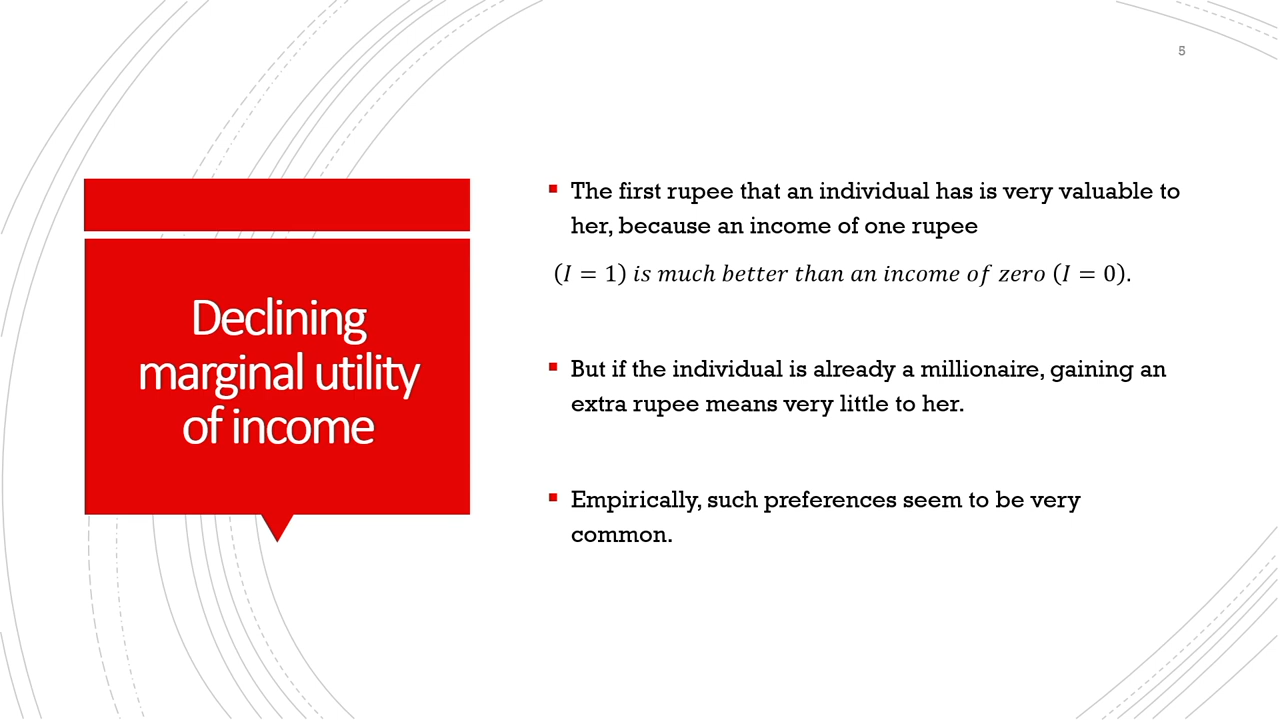 5
Declining
marginal utility
of income
▪ The first rupee that an individual has is very valuable to
her, because an income of one rupee
(I = 1) is much better than an income of zero (I = 0).
▪ But if the individual is already a millionaire, gaining an
extra rupee means very little to her.
▪ Empirically, such preferences seem to be very
common.